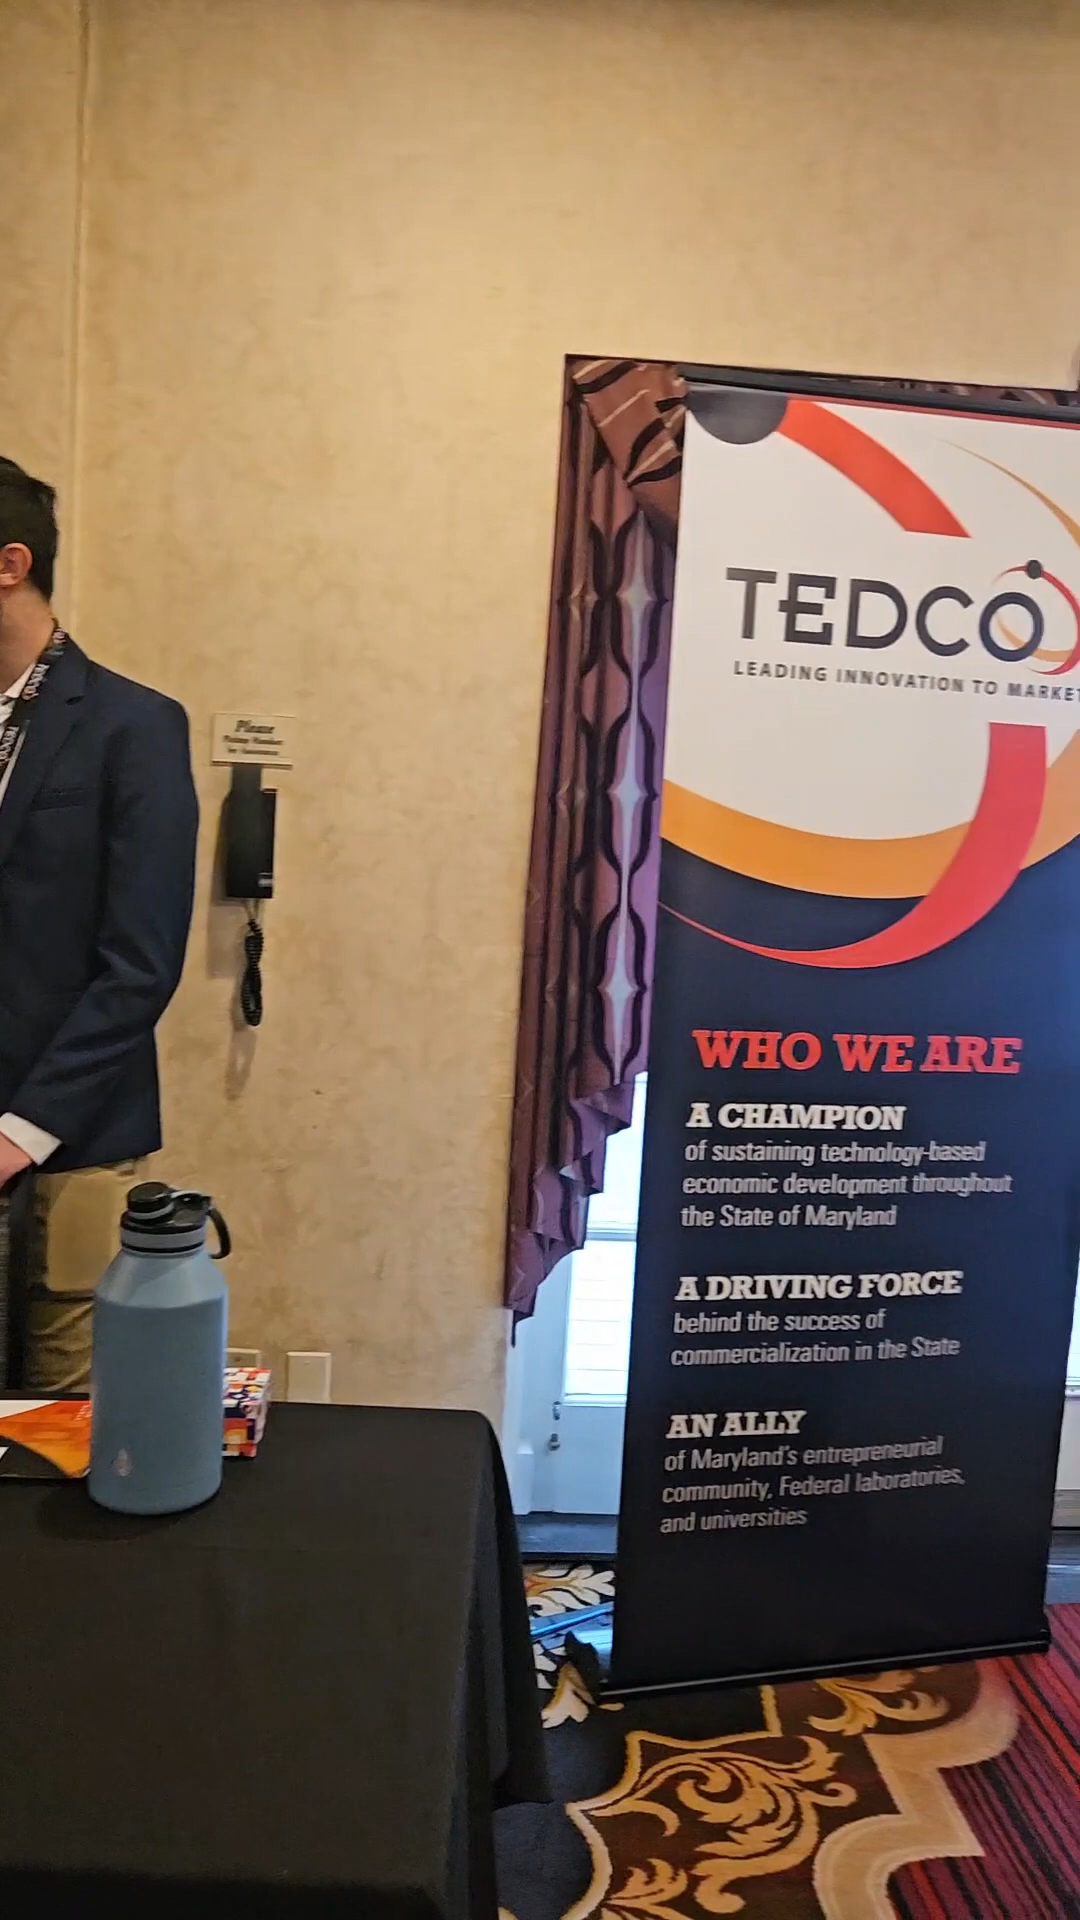 TEDCO
LEADING INNOVATION TO MARKET
Please
WHO WE ARE
A CHAMPION
of sustaining technology-based
economic development throughout
the State of Maryland
A DRIVING FORCE
behind the success of
commercialization in the State
AN ALLY
of Maryland's entrepreneurial
community, Federal laboratories,
and universities